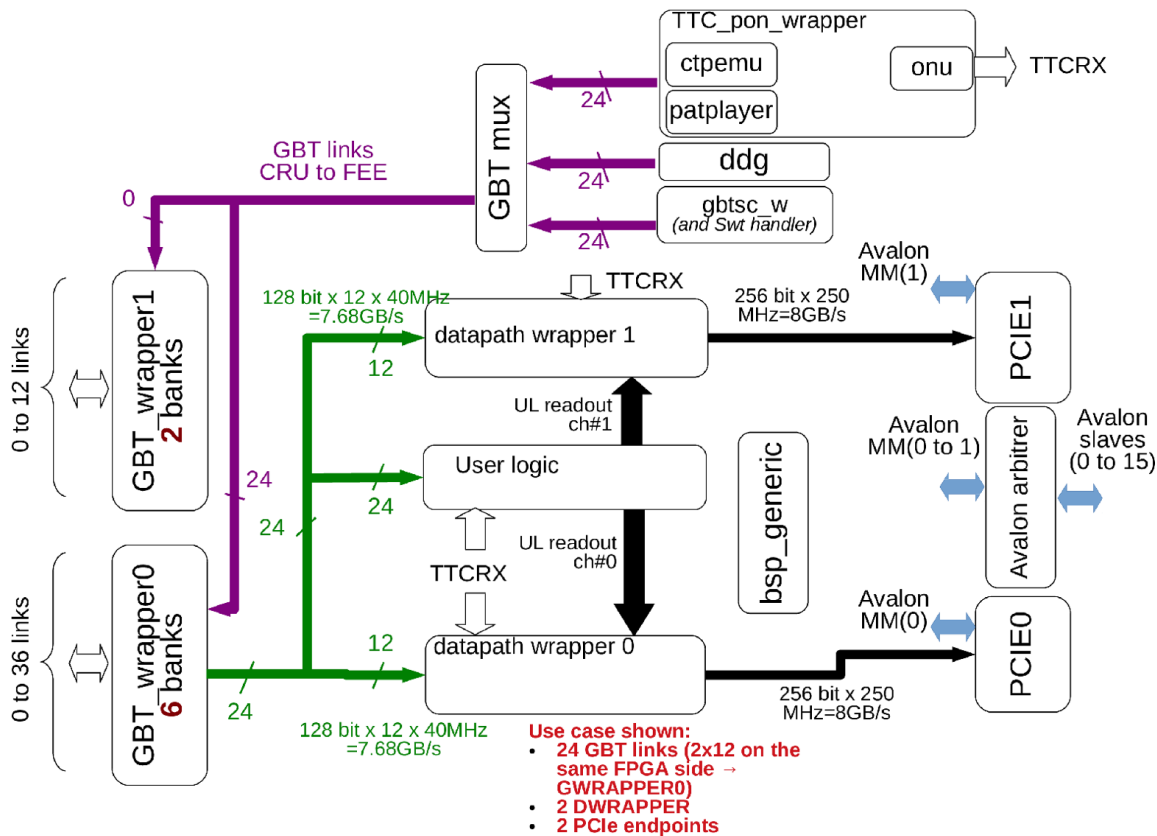 TTC_pon_wrapper
ctpemu
patplayer
onu
TTCRX
24
GBT mux
ddg
24
gbtsc_w
(and Swt handler)
24
GBT links
CRU to FEE
0
24
0 to 12 links
GBT_wrapper1
2 banks
0 to 36 links
GBT_wrapper0
6 banks
128 bit x 12 x 40MHz
=7.68GB/s
12
TTCRX
datapath wrapper 1
256 bit x 250
MHz=8GB/s
Avalon
MM(1)
PCIE1
UL readout
ch#1
User logic
24
24
UL readout
ch#0
TTCRX
bsp_generic
Avalon
MM(0 to 1)
Avalon arbitrer
Avalon
slaves
(0 to 15)
Avalon
MM(0)
PCIE0
datapath wrapper 0
12
24
128 bit x 12 x 40MHz
=7.68GB/s
256 bit x 250
MHz=8GB/s
Use case shown:
• 24 GBT links (2x12 on the
same FPGA side →
GWRAPPER0)
• 2 DWRAPPER
• 2 PCIe endpoints